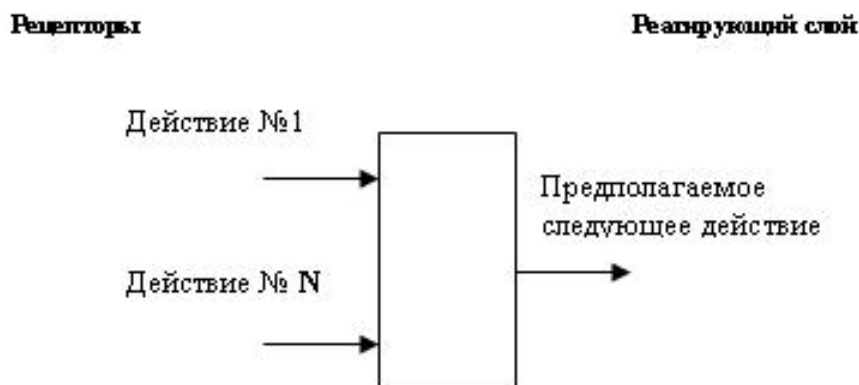 Рецепторы
Реагирующий слой
Действие №1
Предполагаемое
следующее действие
Действие № N